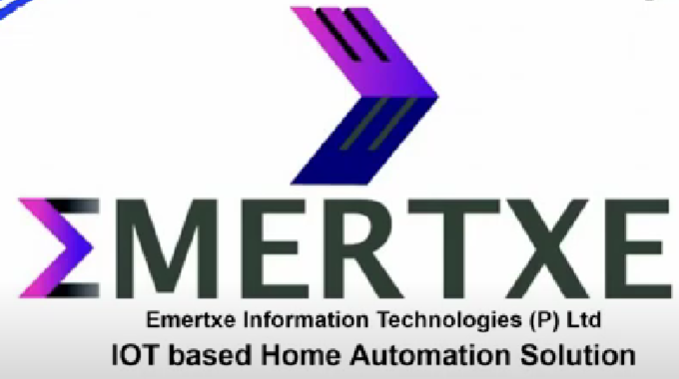 EMERTXE
Emertxe Information Technologies (P) Ltd
IOT based Home Automation Solution